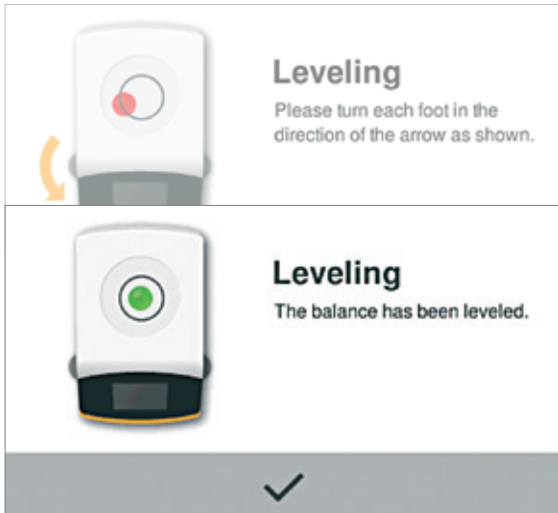 Leveling
Please turn each foot in the
direction of the arrow as shown.
Leveling
The balance has been leveled.